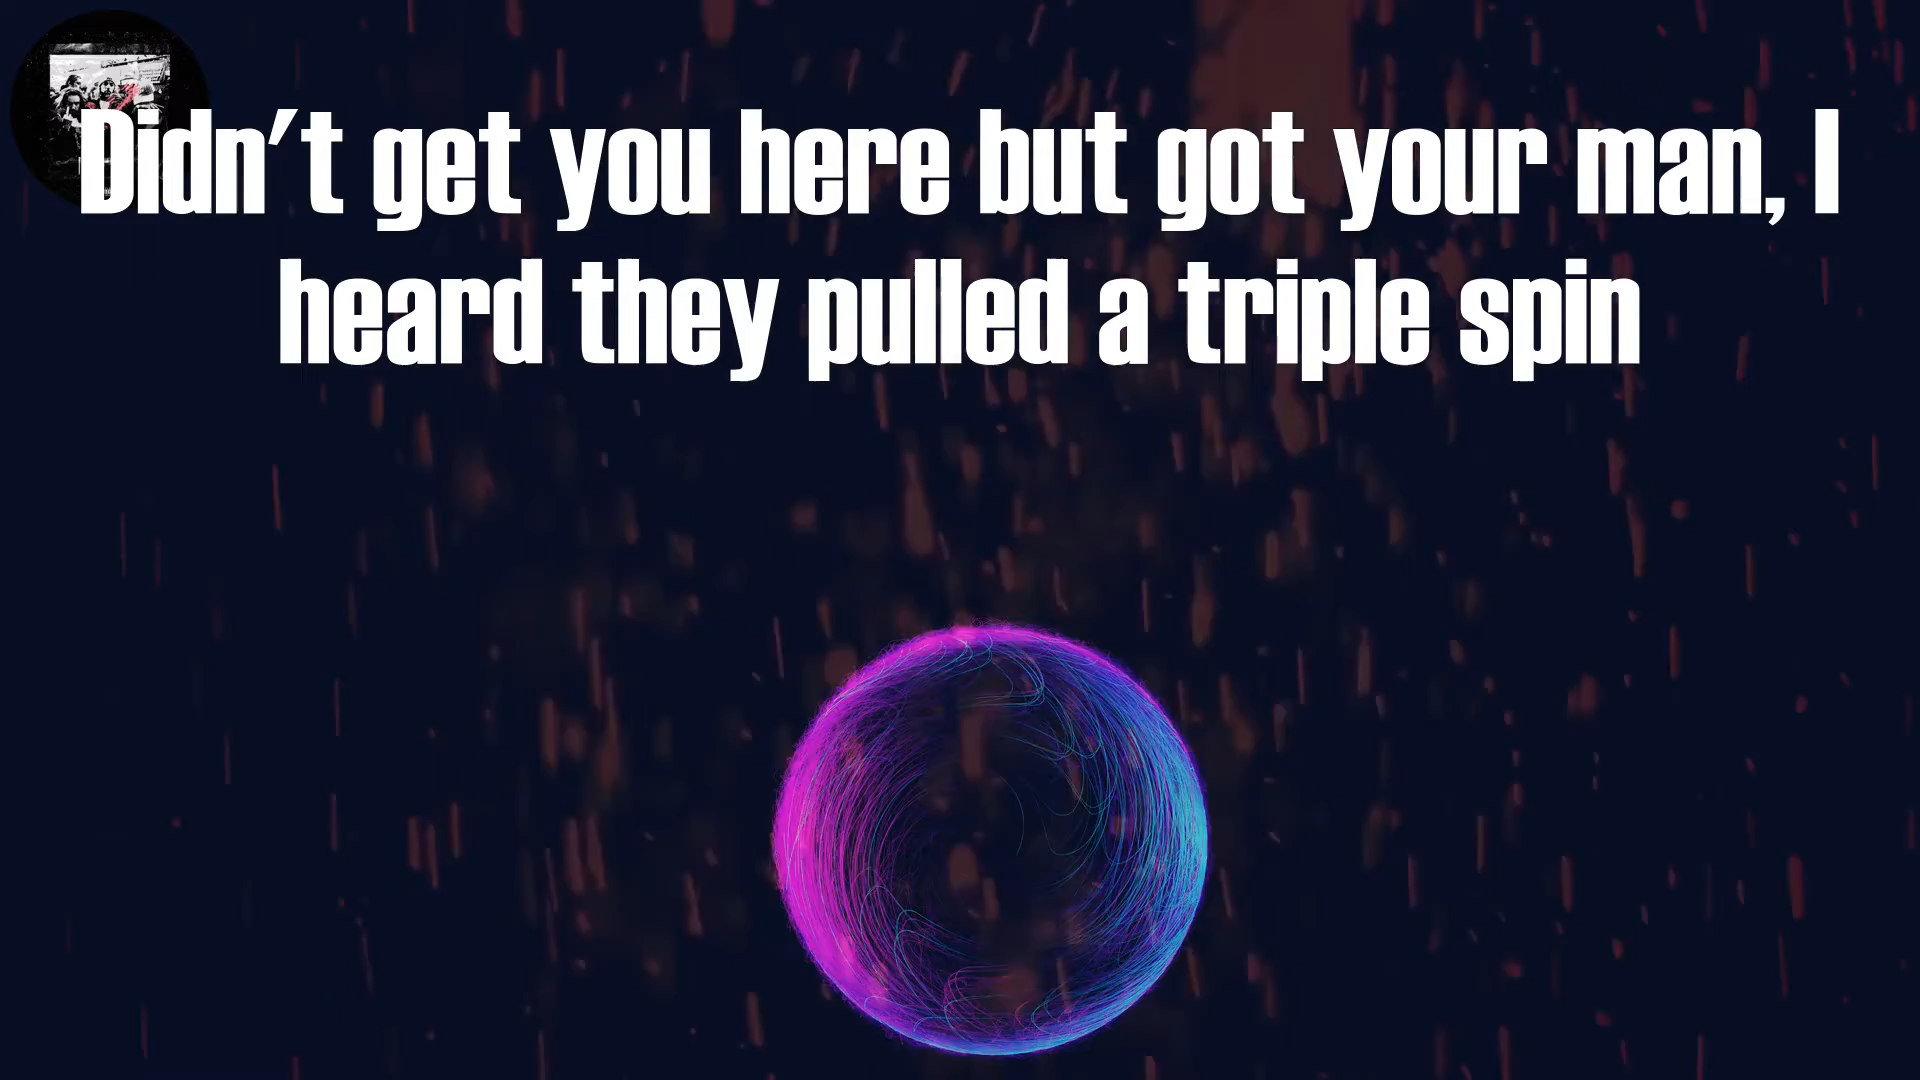 Didn't get you here but got your man, I
heard they pulled a triple spin